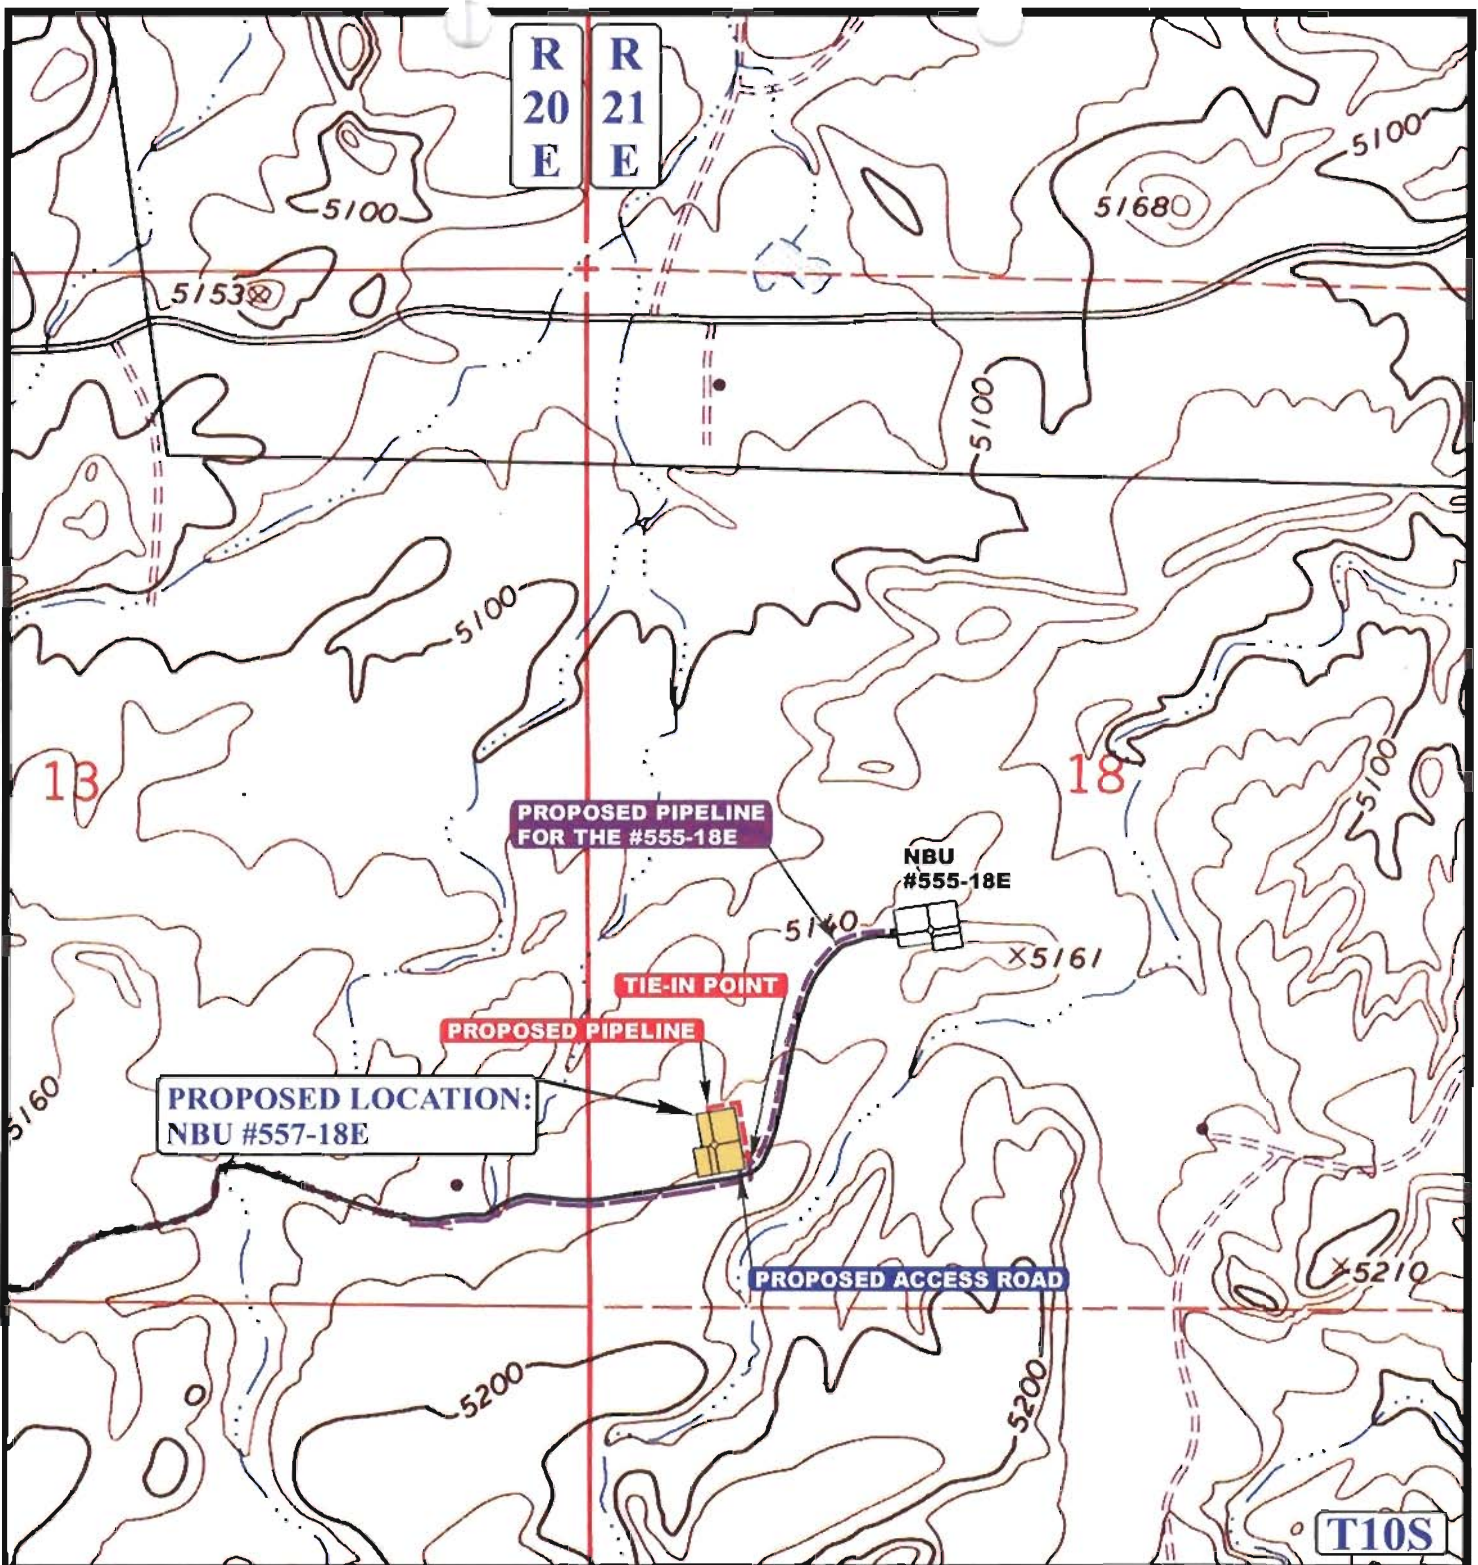 R
20
E
R
21
E
5100
5100
5168
5153
5100
5100
13
18
5100
PROPOSED PIPELINE
FOR THE #555-18E
NBU
#555-18E
5140
5161
TIE-IN POINT
PROPOSED PIPELINE
5160
PROPOSED LOCATION:
NBU #557-18E
5210
PROPOSED ACCESS ROAD
5200
5200
T10S